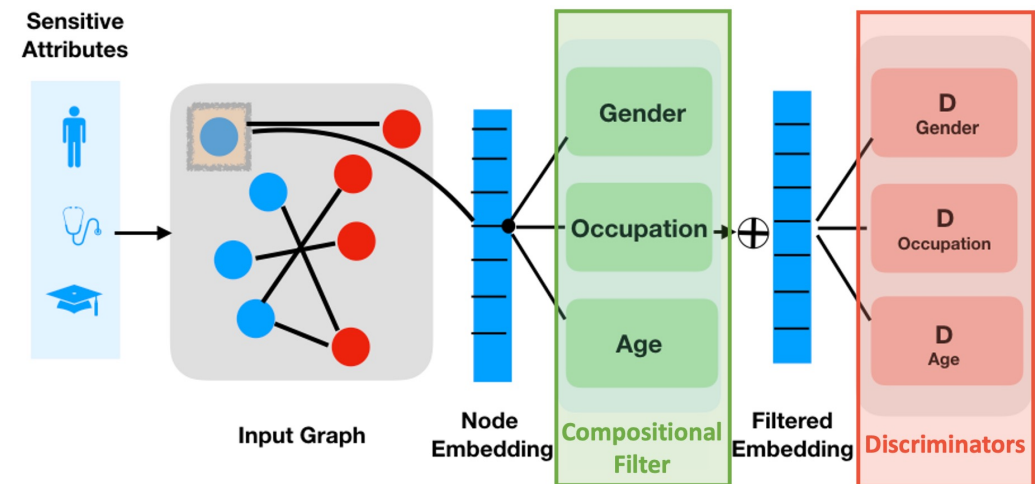 Sensitive
Attributes
Input Graph
Node
Embedding
Gender
Occupation
Age
Compositional
Filter
Filtered
Embedding
D
Gender
D
Occupation
D
Age
Discriminators